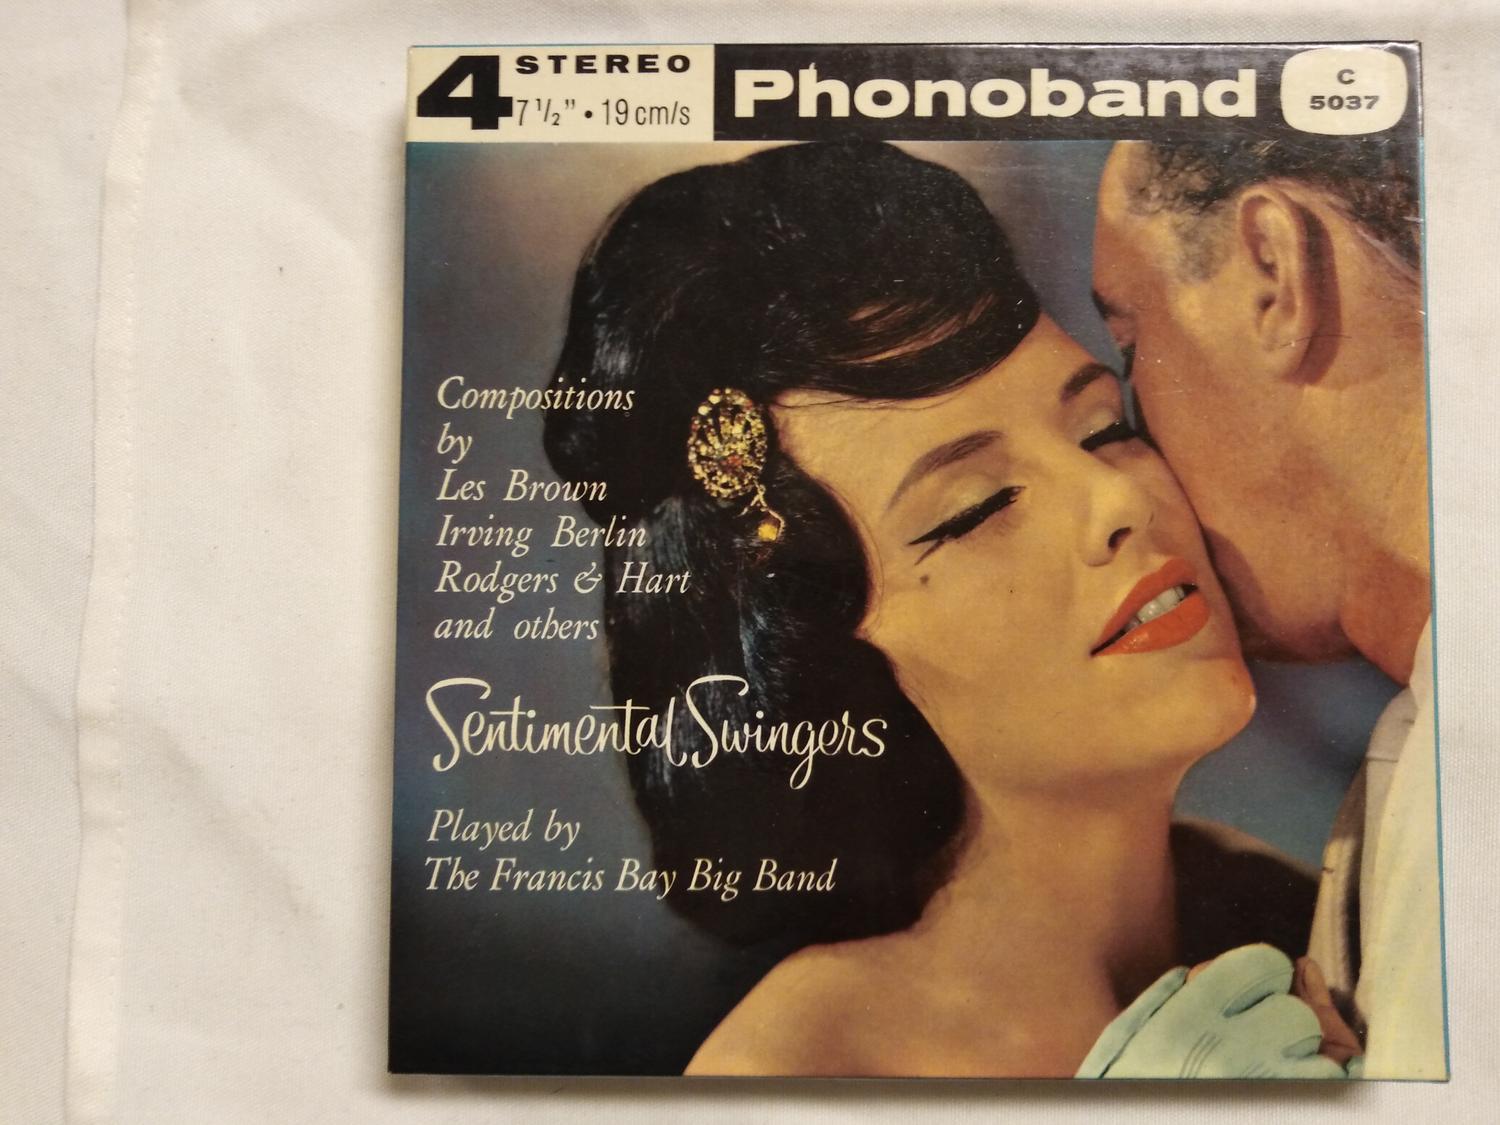 4 STEREO
7 1/2" • 19 cm/s
Phonoband
C
5037
Compositions
by
Les Brown
Irving Berlin
Rodgers & Hart
and others
Sentimental Swingers
Played by
The Francis Bay Big Band